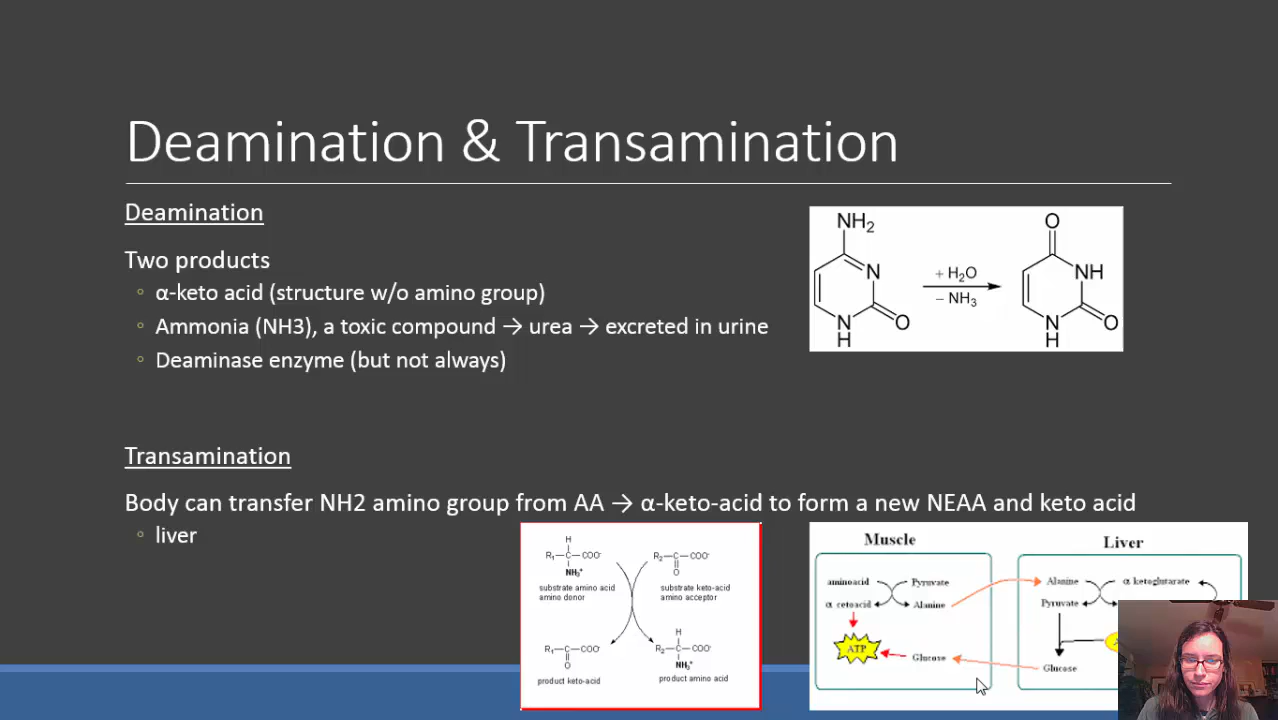 Deamination & Transamination
Deamination
Two products
◦ α-keto acid (structure w/o amino group)
◦ Ammonia (NH3), a toxic compound → urea → excreted in urine
◦ Deaminase enzyme (but not always)
NH2
N
N
H
O
+ H2O
− NH3
O
NH
N
H
O
Transamination
Body can transfer NH2 amino group from AA → α-keto-acid to form a new NEAA and keto acid
◦ liver
H
R1—C—COO-
NH3+
substrate amino acid
amino donor
R2—C—COO-
O
substrate keto-acid
amino acceptor
R1—C—COO-
O
product keto-acid
H
R2—C—COO-
NH3+
product amino acid
Muscle
aminoacid
Pyruvate
α cetoacid
Alanine
ATP
Glucose
Liver
Alanine
α ketoglutarate
Pyruvate
Glucose